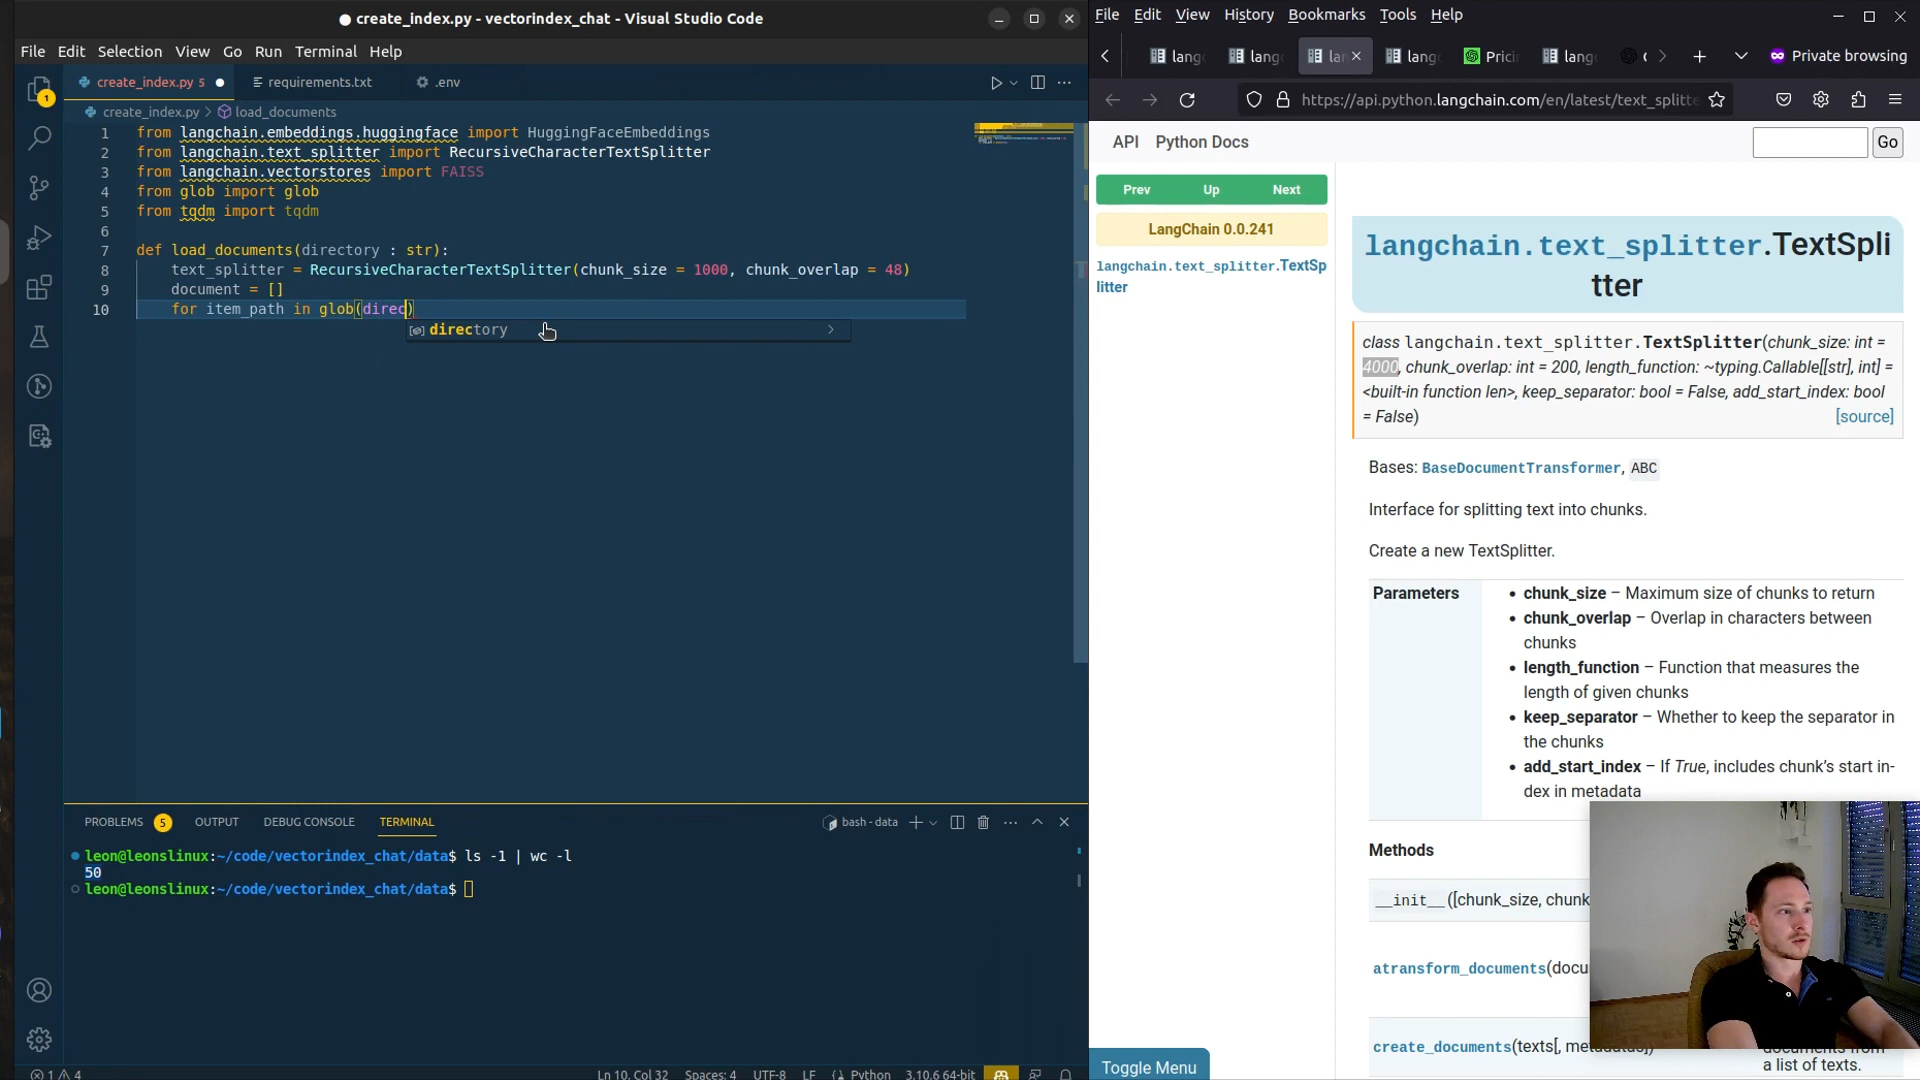 create_index.py - vectorindex_chat - Visual Studio Code
File Edit Selection View Go Run Terminal Help
create_index.py 5
requirements.txt
.env
create_index.py > load_documents
1 from langchain.embeddings.huggingface import HuggingFaceEmbeddings
2 from langchain.text_splitter import RecursiveCharacterTextSplitter
3 from langchain.vectorstores import FAISS
4 from glob import glob
5 from tqdm import tqdm
6
7 def load_documents(directory : str):
8 text_splitter = RecursiveCharacterTextSplitter(chunk_size = 1000, chunk_overlap = 48)
9 document = []
10 for item_path in glob(direc)
directory
1
PROBLEMS 5 OUTPUT DEBUG CONSOLE TERMINAL
bash - data
leon@leonslinux:~/code/vectorindex_chat/data$ ls -1 | wc -l
50
leon@leonslinux:~/code/vectorindex_chat/data$
1 4
Ln 10, Col 32 Spaces: 4 UTF-8 LF Python 3.10.6 64-bit
File Edit View History Bookmarks Tools Help
lang lang lan lang Prici lang
Private browsing
https://api.python.langchain.com/en/latest/text_splitte
API Python Docs
Go
Prev Up Next
LangChain 0.0.241
langchain.text_splitter.TextSp
litter
langchain.text_splitter.TextSpli
tter
class langchain.text_splitter.TextSplitter(chunk_size: int =
4000, chunk_overlap: int = 200, length_function: ~typing.Callable[[str], int] =
<built-in function len>, keep_separator: bool = False, add_start_index: bool
= False)
[source]
Bases: BaseDocumentTransformer, ABC
Interface for splitting text into chunks.
Create a new TextSplitter.
Parameters
• chunk_size – Maximum size of chunks to return
• chunk_overlap – Overlap in characters between
chunks
• length_function – Function that measures the
length of given chunks
• keep_separator – Whether to keep the separator in
the chunks
• add_start_index – If True, includes chunk’s start in-
dex in metadata
Methods
__init__([chunk_size, chunk
atransform_documents(docu
create_documents(texts[,
documents from
a list of texts.
Toggle Menu